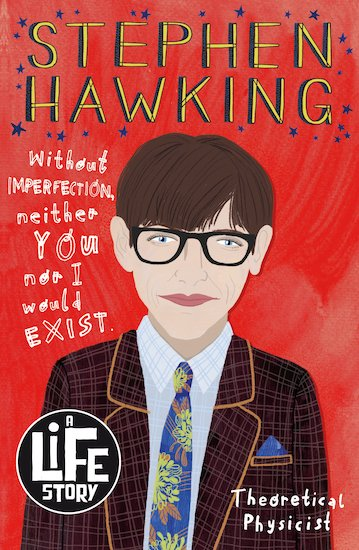 STEPHEN
HAWKING
Without
IMPERFECTION,
neither
YOU
nor I
would
EXIST.
A
LiFE
STORY
Theoretical
Physicist